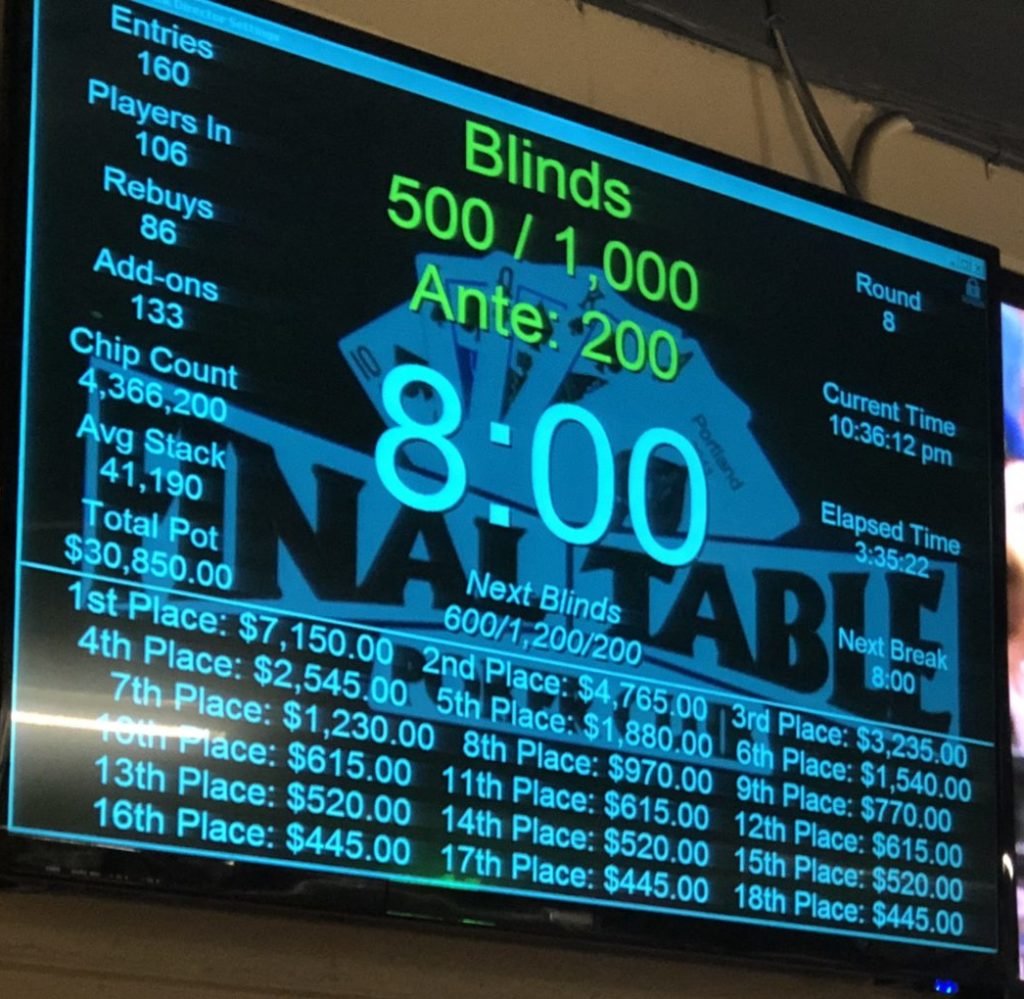 Director Settings
Entries
160
Players In
106
Rebuys
86
Add-ons
133
Chip Count
4,366,200
Avg Stack
41,190
Total Pot
$30,850.00
Blinds
500 / 1,000
Ante: 200
8:00
Next Blinds
600/1,200/200
Round
8
Current Time
10:36:12 pm
Elapsed Time
3:35:22
Next Break
8:00
10
Q
K
Portland
FINAL TABLE
1st Place: $7,150.00 2nd Place: $4,765.00 3rd Place: $3,235.00
4th Place: $2,545.00 5th Place: $1,880.00 6th Place: $1,540.00
7th Place: $1,230.00 8th Place: $970.00 9th Place: $770.00
10th Place: $615.00 11th Place: $615.00 12th Place: $615.00
13th Place: $520.00 14th Place: $520.00 15th Place: $520.00
16th Place: $445.00 17th Place: $445.00 18th Place: $445.00